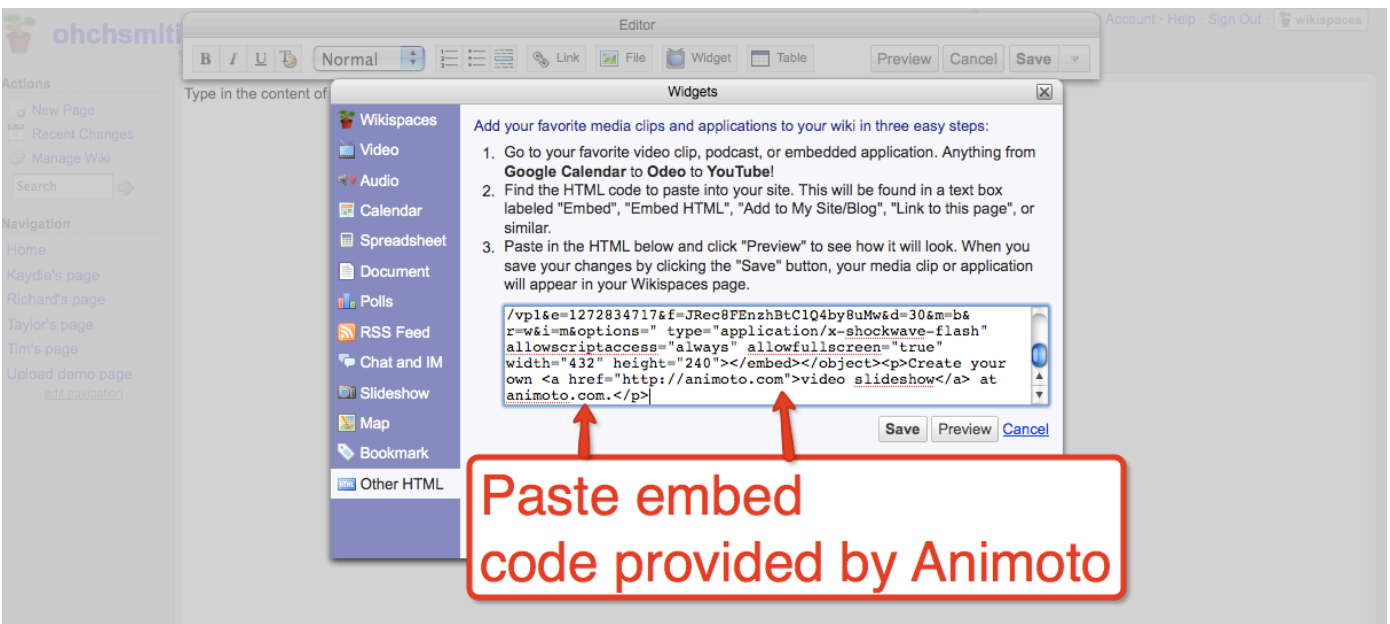 Editor
Account · Help · Sign Out · wikispaces
ohchsmlti
B I U Normal Link File Widget Table Preview Cancel Save
Actions
New Page
Recent Changes
Manage Wiki
Search
Navigation
Home
Kaydie's page
Richard's page
Taylor's page
Tim's page
Upload demo page
edit navigation
Type in the content of
Widgets
Wikispaces
Video
Audio
Calendar
Spreadsheet
Document
Polls
RSS Feed
Chat and IM
Slideshow
Map
Bookmark
HTML Other HTML
Add your favorite media clips and applications to your wiki in three easy steps:
1. Go to your favorite video clip, podcast, or embedded application. Anything from
Google Calendar to Odeo to YouTube!
2. Find the HTML code to paste into your site. This will be found in a text box
labeled "Embed", "Embed HTML", "Add to My Site/Blog", "Link to this page", or
similar.
3. Paste in the HTML below and click "Preview" to see how it will look. When you
save your changes by clicking the "Save" button, your media clip or application
will appear in your Wikispaces page.
/vp1&e=1272834717&f=JRec8FEnzhBtC1Q4by8uMw&d=30&m=b&
r=w&i=m&options=" type="application/x-shockwave-flash"
allowscriptaccess="always" allowfullscreen="true"
width="432" height="240"></embed></object><p>Create your
own <a href="http://animoto.com">video slideshow</a> at
animoto.com.</p>
Save Preview Cancel
Paste embed
code provided by Animoto